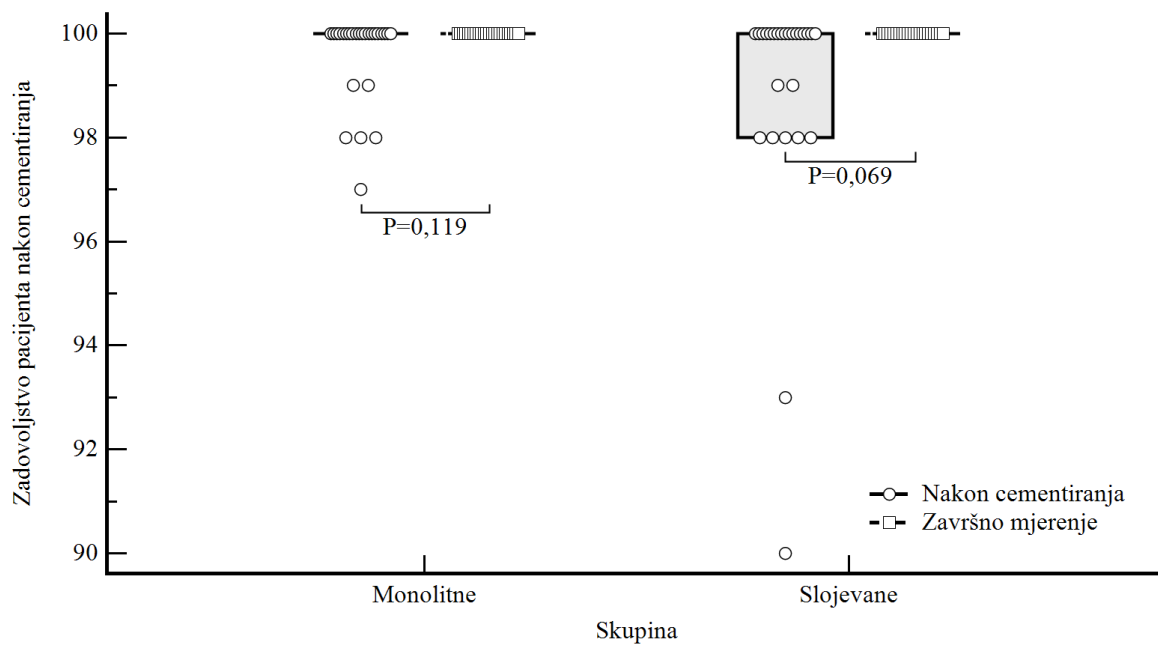 Zadovoljstvo pacijenta nakon cementiranja
100
98
96
94
92
90
P=0,119
P=0,069
Nakon cementiranja
Završno mjerenje
Monolitne
Slojevane
Skupina